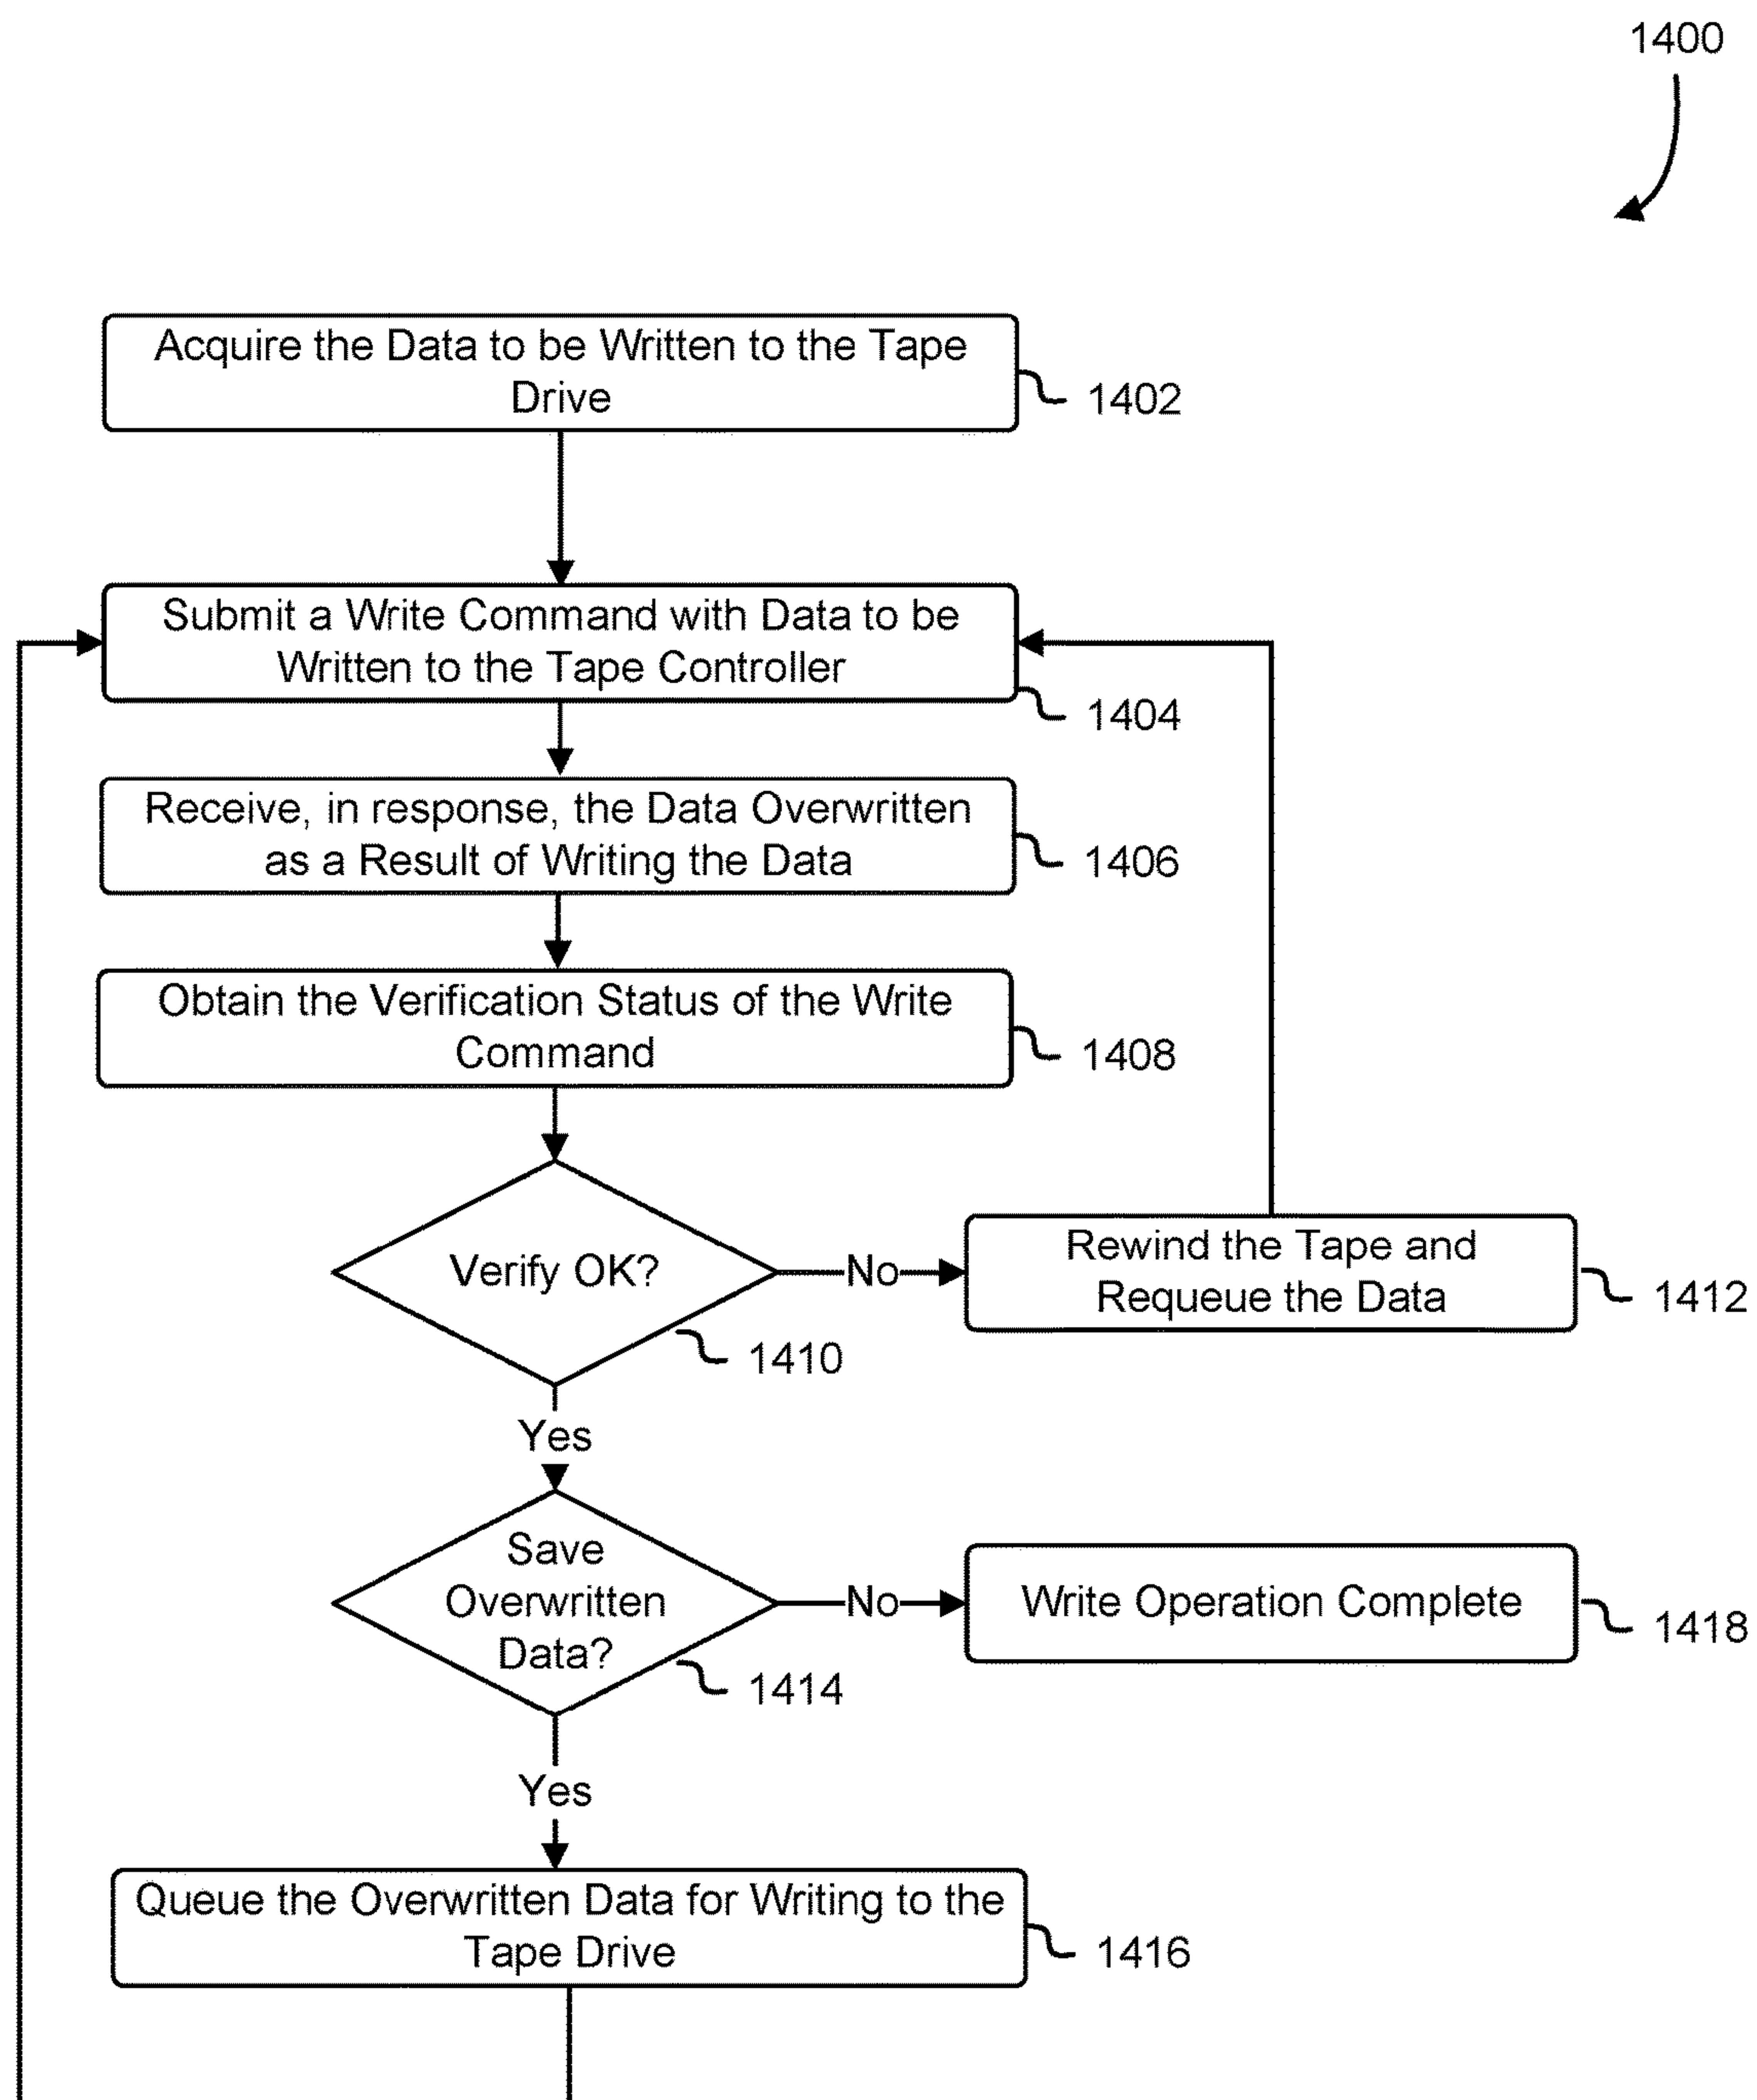 1400
Acquire the Data to be Written to the Tape
Drive
1402
Submit a Write Command with Data to be
Written to the Tape Controller
1404
Receive, in response, the Data Overwritten
as a Result of Writing the Data
1406
Obtain the Verification Status of the Write
Command
1408
Verify OK?
No
1410
Rewind the Tape and
Requeue the Data
1412
Yes
Save
Overwritten
Data?
No
1414
Write Operation Complete
1418
Yes
Queue the Overwritten Data for Writing to the
Tape Drive
1416